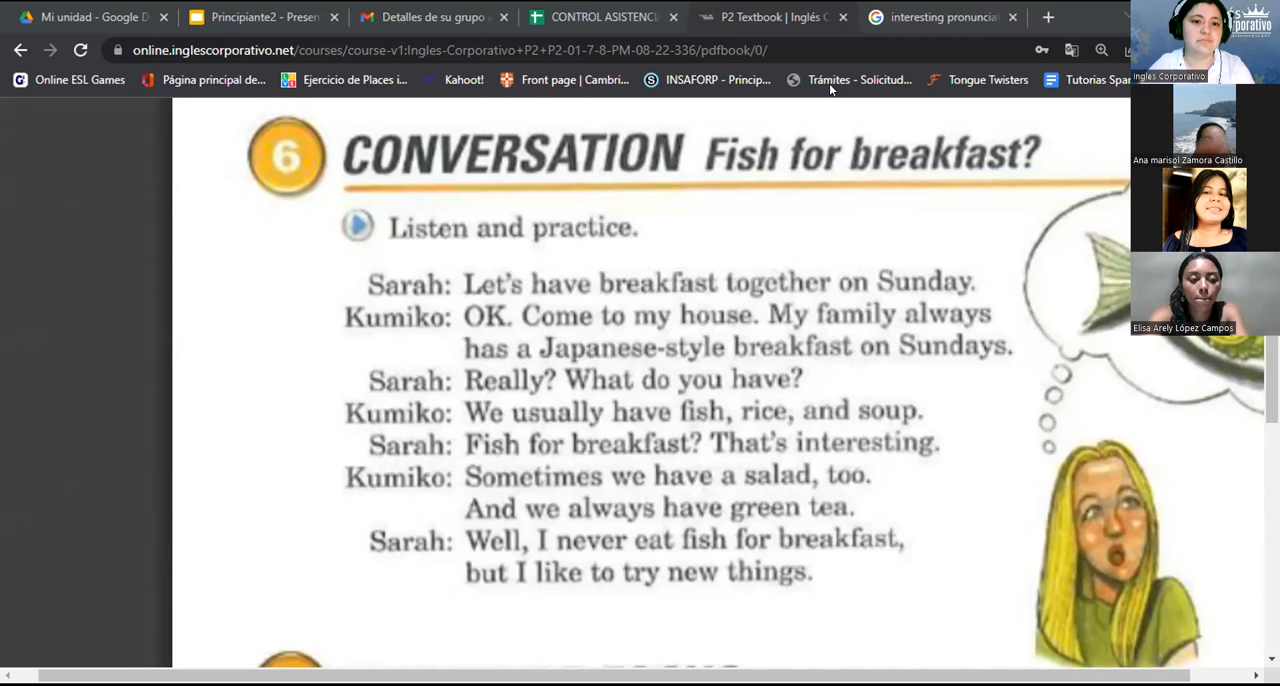 Mi unidad - Google D
Principiante2 - Presen
Detalles de su grupo
CONTROL ASISTENCI
P2 Textbook | Inglés C
interesting pronuncia
online.inglescorporativo.net/courses/course-v1:Ingles-Corporativo+P2+P2-01-7-8-PM-08-22-336/pdfbook/0/
Online ESL Games
Página principal de...
Ejercicio de Places i...
Kahoot!
Front page | Cambri...
INSAFORP - Princip...
Trámites - Solicitud...
Tongue Twisters
Tutorias Spar
Ingles Corporativo
Ana marisol Zamora Castillo
Elisa Arely López Campos
6 CONVERSATION Fish for breakfast?
Listen and practice.
Sarah: Let's have breakfast together on Sunday.
Kumiko: OK. Come to my house. My family always
has a Japanese-style breakfast on Sundays.
Sarah: Really? What do you have?
Kumiko: We usually have fish, rice, and soup.
Sarah: Fish for breakfast? That's interesting.
Kumiko: Sometimes we have a salad, too.
And we always have green tea.
Sarah: Well, I never eat fish for breakfast,
but I like to try new things.